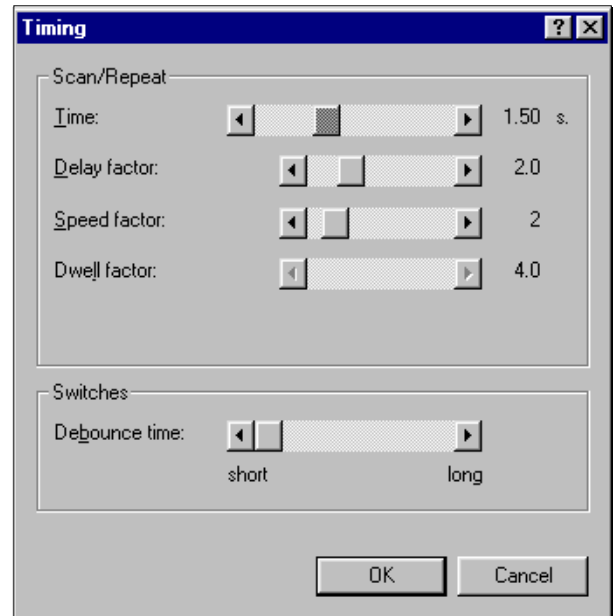 Timing
Scan/Repeat
Time: 1.50 s.
Delay factor: 2.0
Speed factor: 2
Dwell factor: 4.0
Switches
Debounce time:
short long
OK Cancel